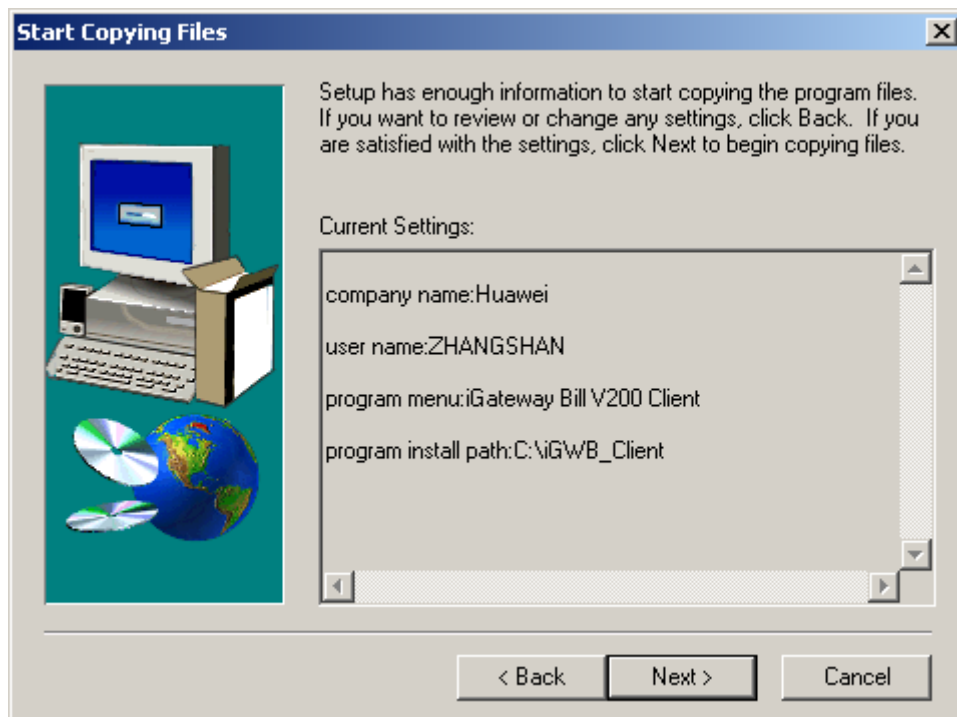 Start Copying Files
Setup has enough information to start copying the program files.
If you want to review or change any settings, click Back.  If you
are satisfied with the settings, click Next to begin copying files.
Current Settings:
company name:Huawei
user name:ZHANGSHAN
program menu:iGateway Bill V200 Client
program install path:C:\iGWB_Client
< Back
Next >
Cancel